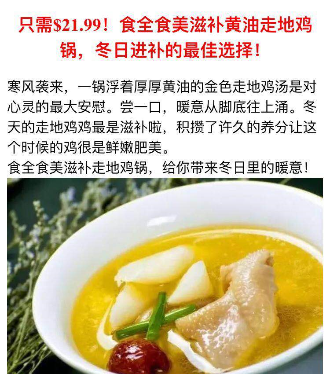 只需$21.99！食全食美滋补黄油走地鸡
锅，冬日进补的最佳选择！
寒风袭来，一锅浮着厚厚黄油的金色走地鸡汤是对
心灵的最大安慰。尝一口，暖意从脚底往上涌。冬
天的走地鸡鸡最是滋补啦，积攒了许久的养分让这
个时候的鸡很是鲜嫩肥美。
食全食美滋补走地鸡锅，给你带来冬日里的暖意！